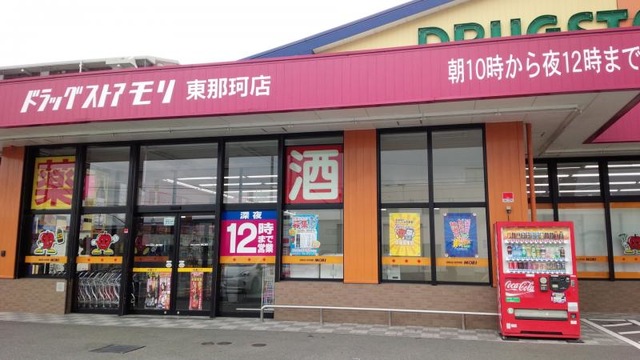 DRUGST
ドラッグストアモリ 東那珂店
朝10時から夜12時まで
薬
酒
深夜
12時まで営業
MORI
MORI
Coca-Cola